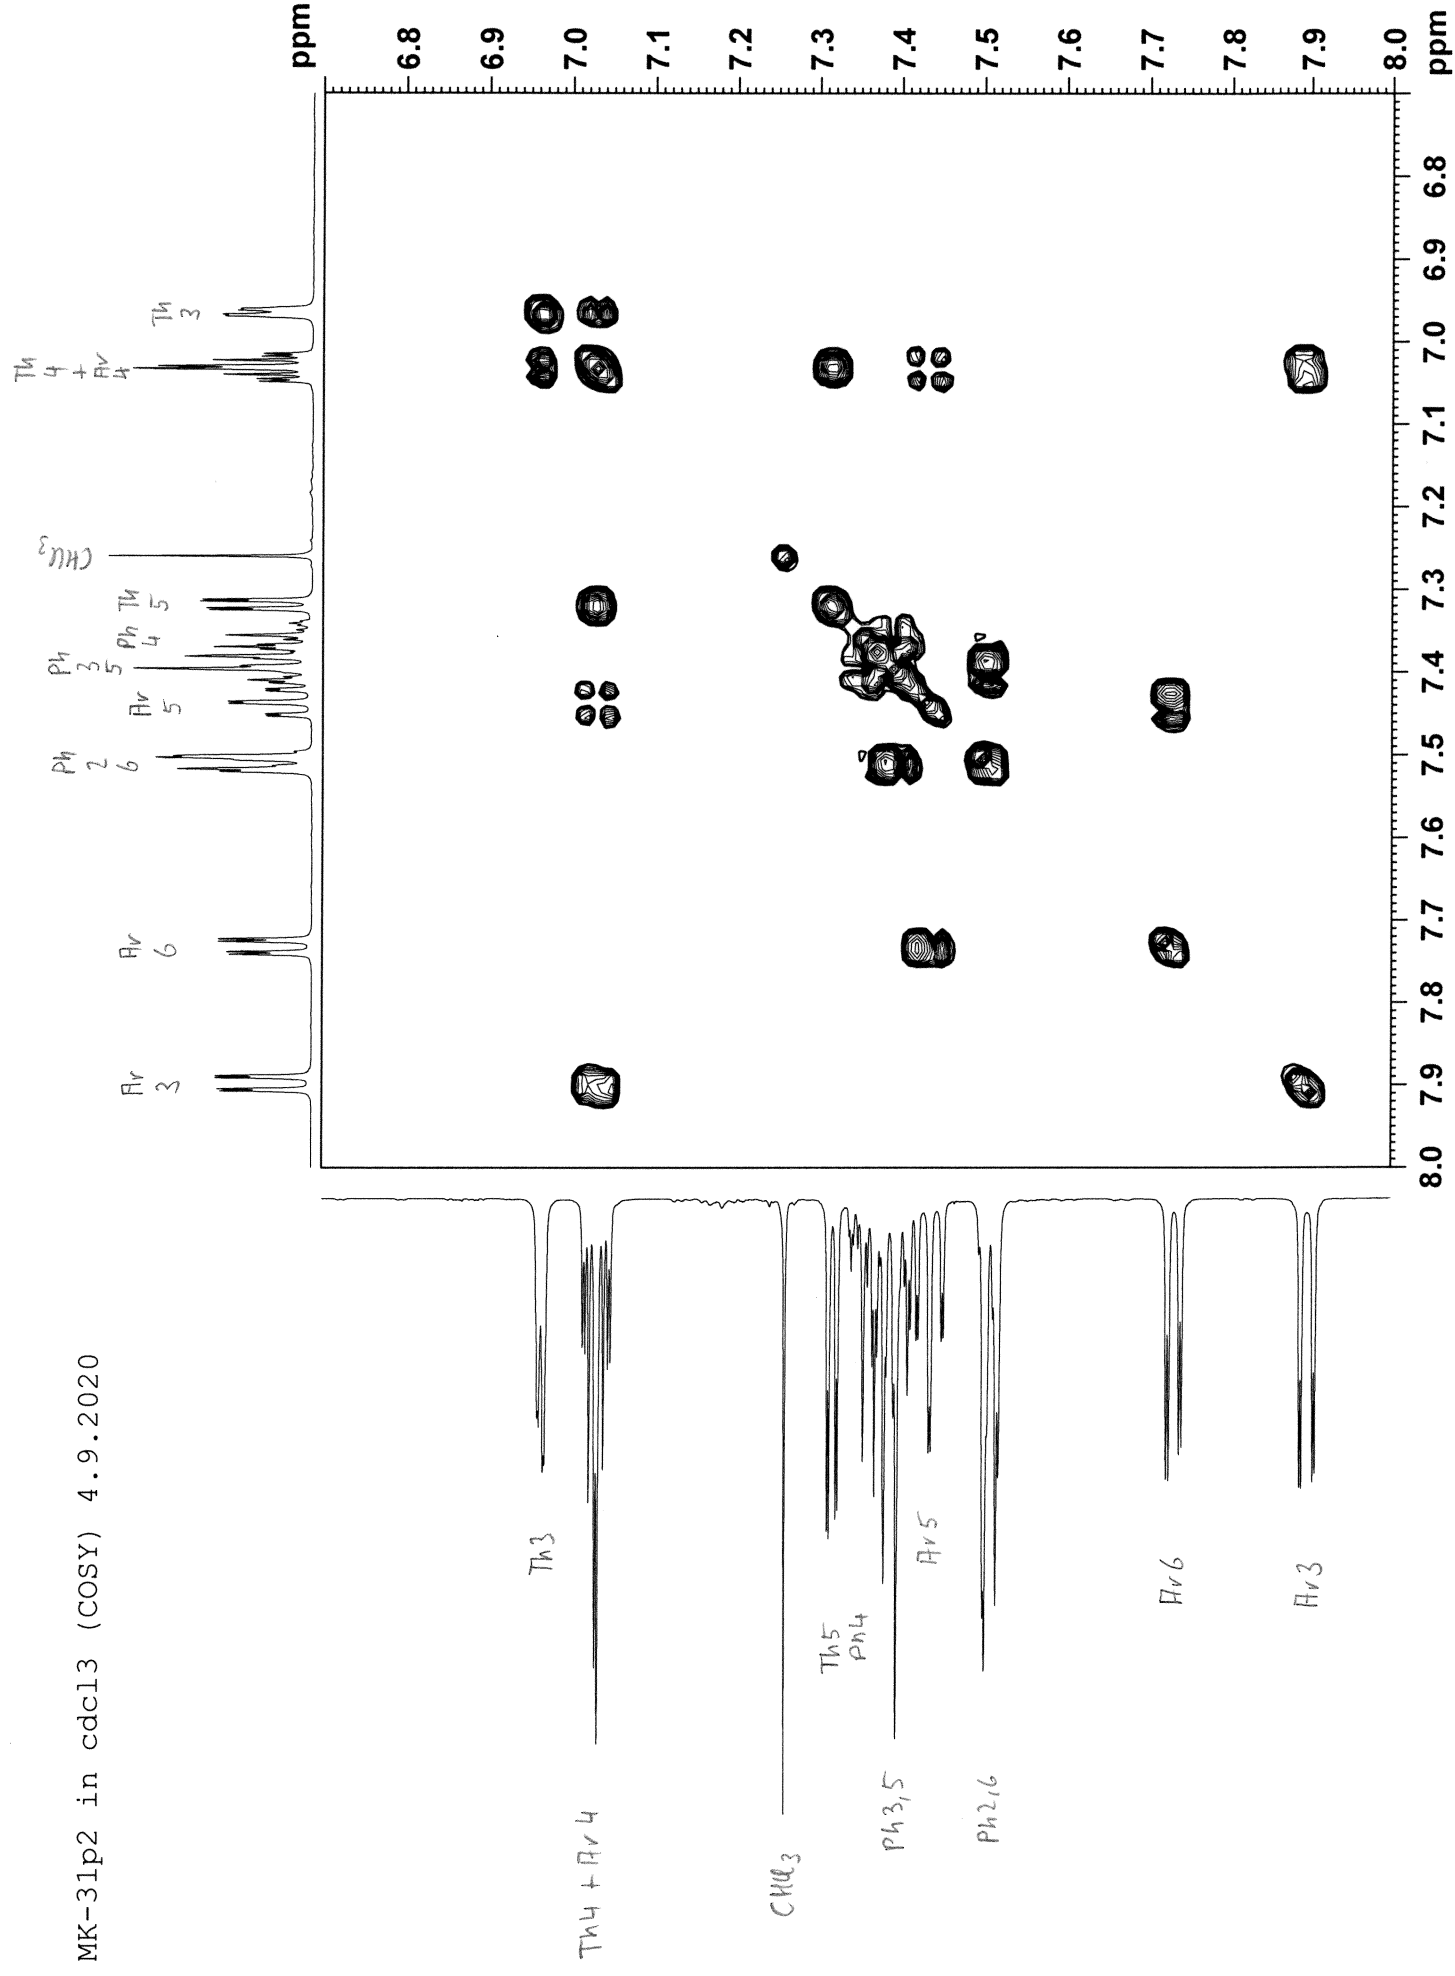 MK-31p2 in cdcl3 (COSY) 4.9.2020
Ar
3
Ar
6
Ph
2
6
Ar
5
Ph
3
5
Ph
4
Th
5
CHCl3
Th
4
+
Ar
4
Th
3
ppm
6.8
6.9
7.0
7.1
7.2
7.3
7.4
7.5
7.6
7.7
7.8
7.9
8.0
ppm
8.0 7.9 7.8 7.7 7.6 7.5 7.4 7.3 7.2 7.1 7.0 6.9 6.8
Th3
Th4 + Ar4
CHCl3
Th5
Ph4
Ph3,5
Ar5
Ph2,6
Ar6
Ar3